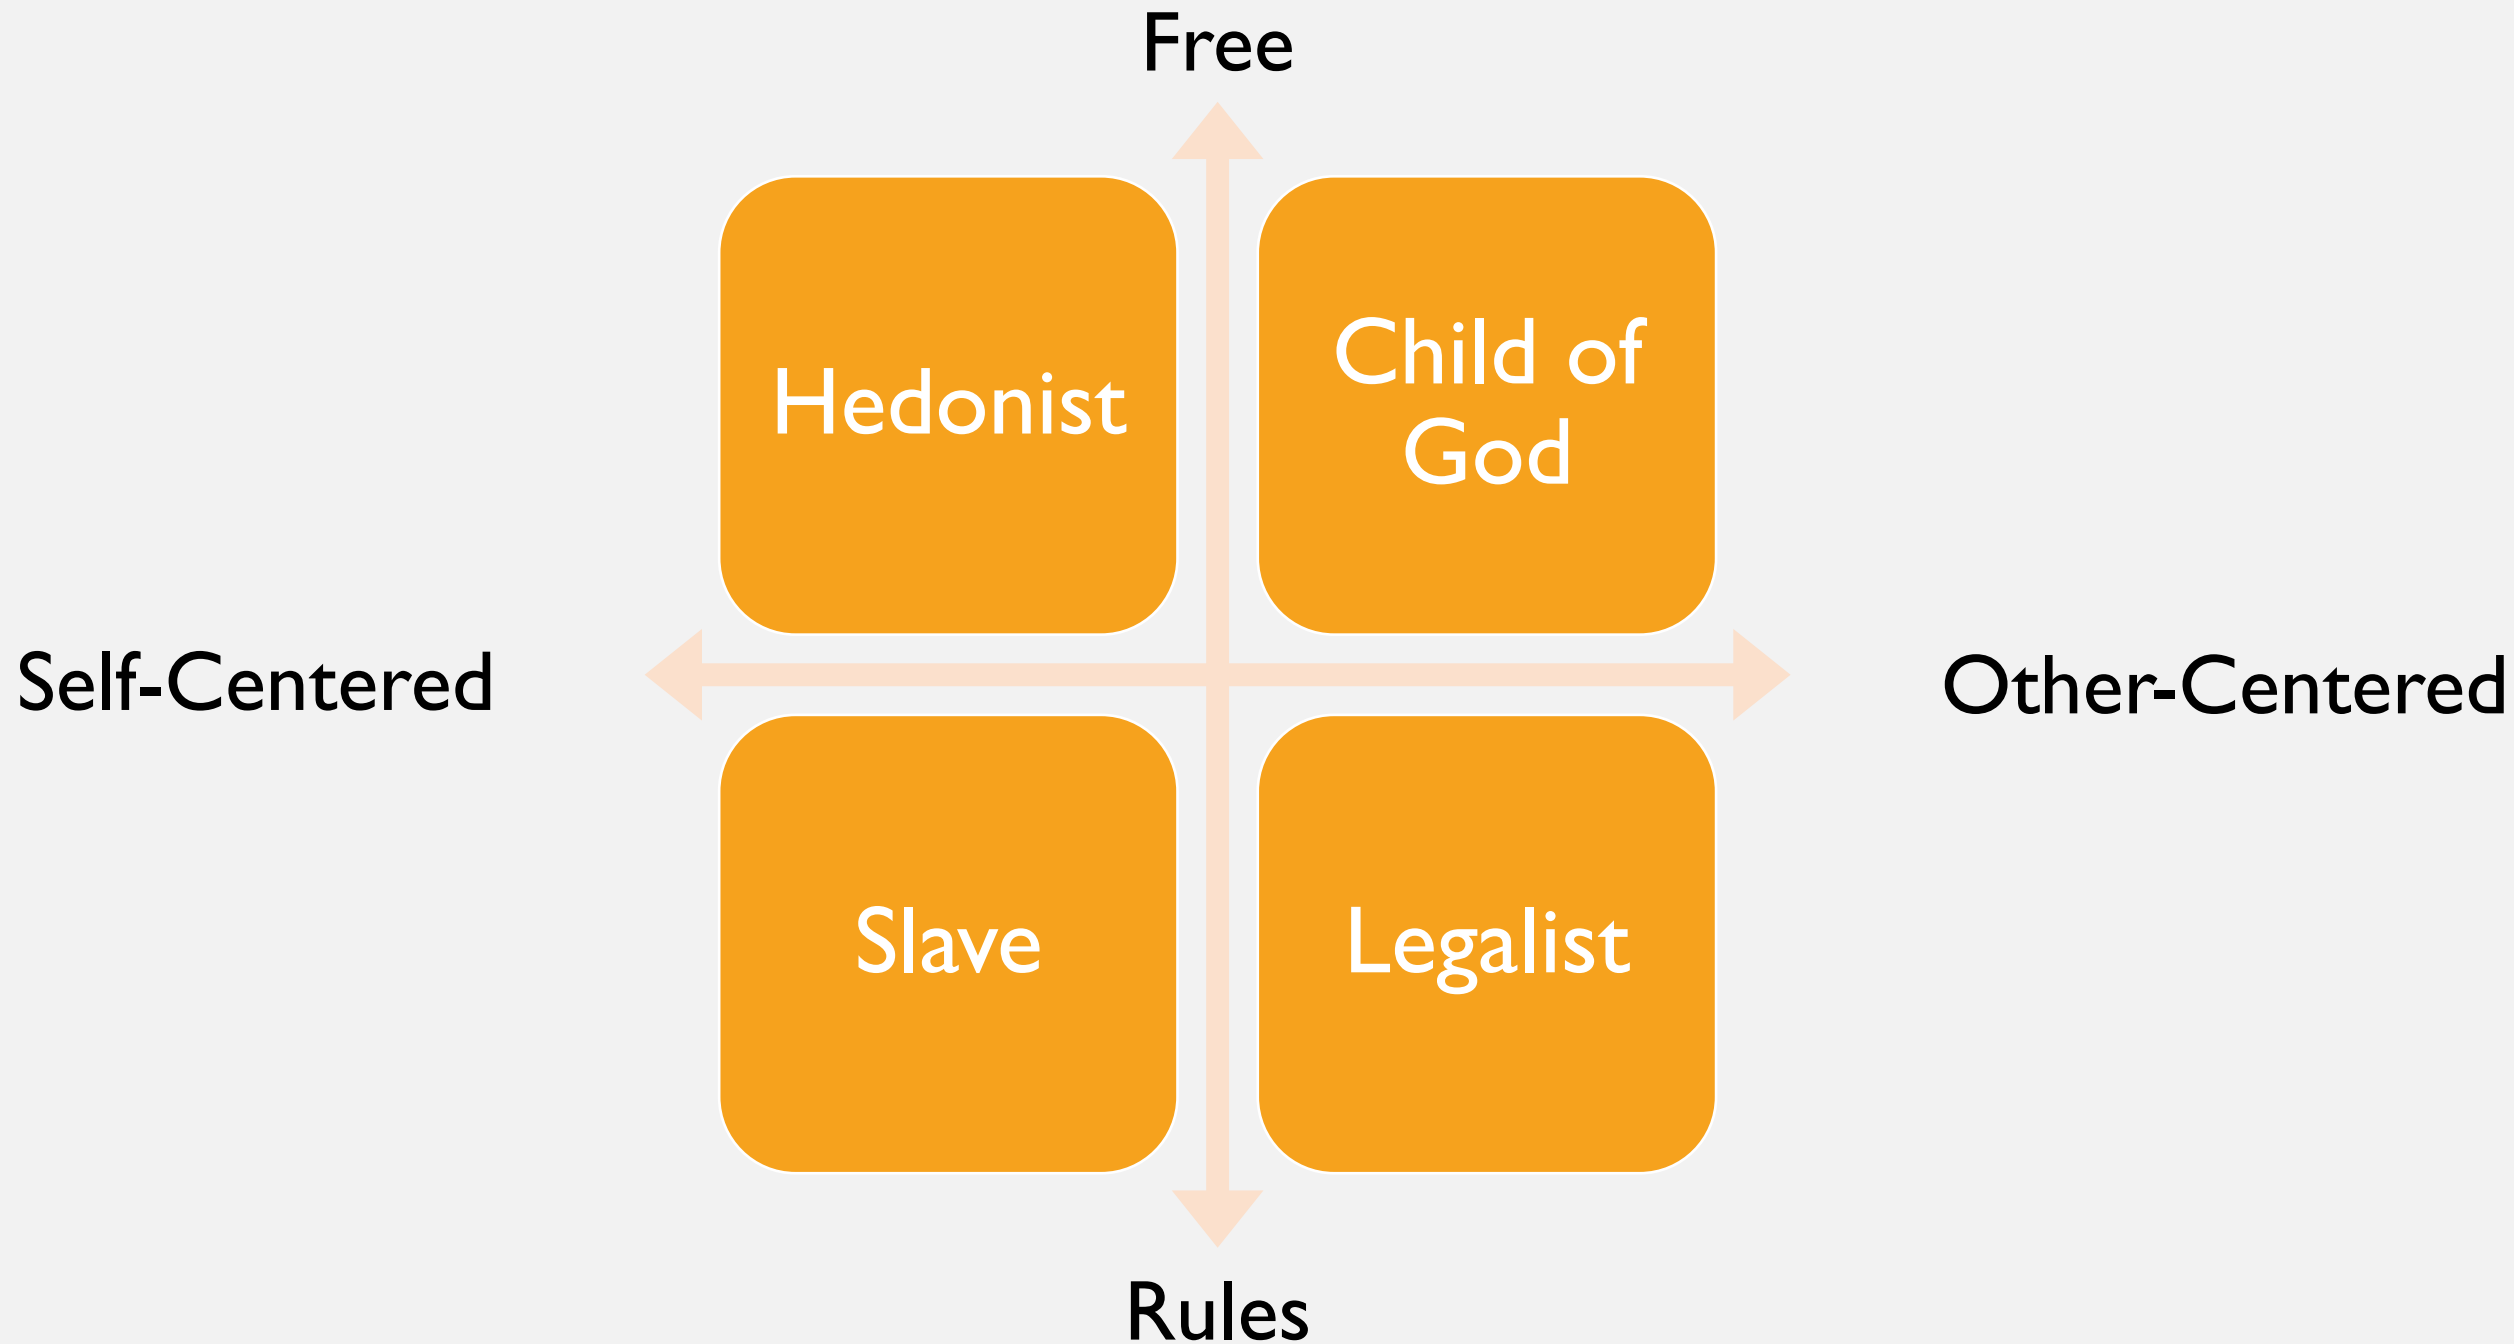 Free
Hedonist
Child of
God
Self-Centered
Other-Centered
Slave
Legalist
Rules